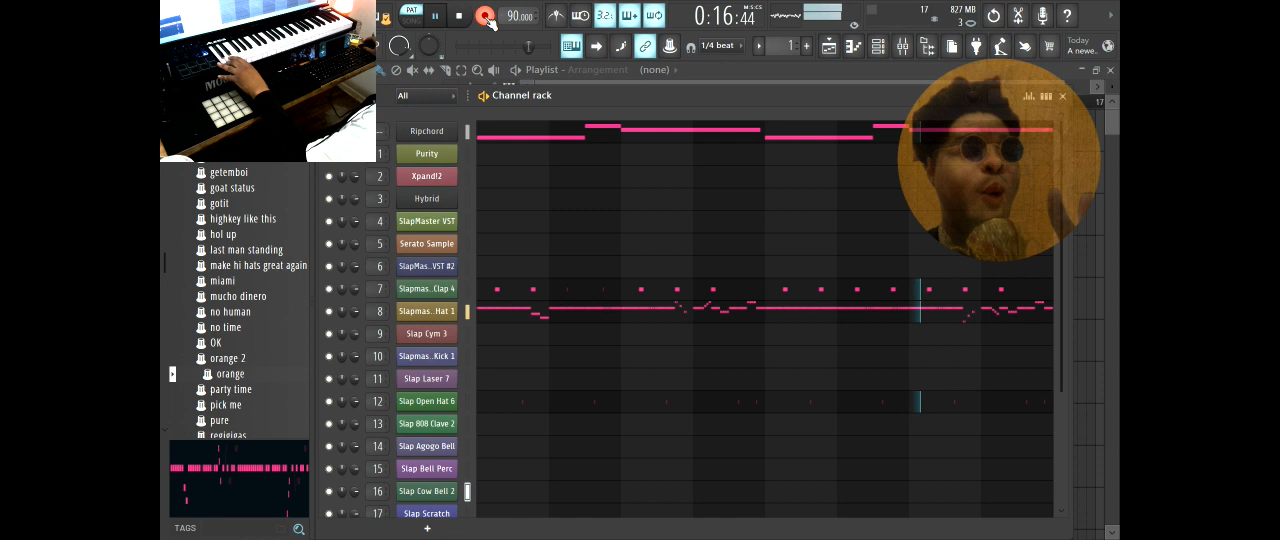 PAT
SONG
90.000
32:
0:16:44
M:S:CS
17
827 MB
3
1/4 beat
1
Today
A newe..
Playlist – Arrangement
(none)
17
All
Channel rack
Ripchord
1 Purity
2 Xpand!2
3 Hybrid
4 SlapMaster VST
5 Serato Sample
6 SlapMas..VST #2
7 Slapmas..Clap 4
8 Slapmas..Hat 1
9 Slap Cym 3
10 Slapmas..Kick 1
11 Slap Laser 7
12 Slap Open Hat 6
13 Slap 808 Clave 2
14 Slap Agogo Bell
15 Slap Bell Perc
16 Slap Cow Bell 2
17 Slap Scratch
+
getemboi
goat status
gotit
highkey like this
hol up
last man standing
make hi hats great again
miami
mucho dinero
no human
no time
OK
orange 2
orange
party time
pick me
pure
regigigas
TAGS